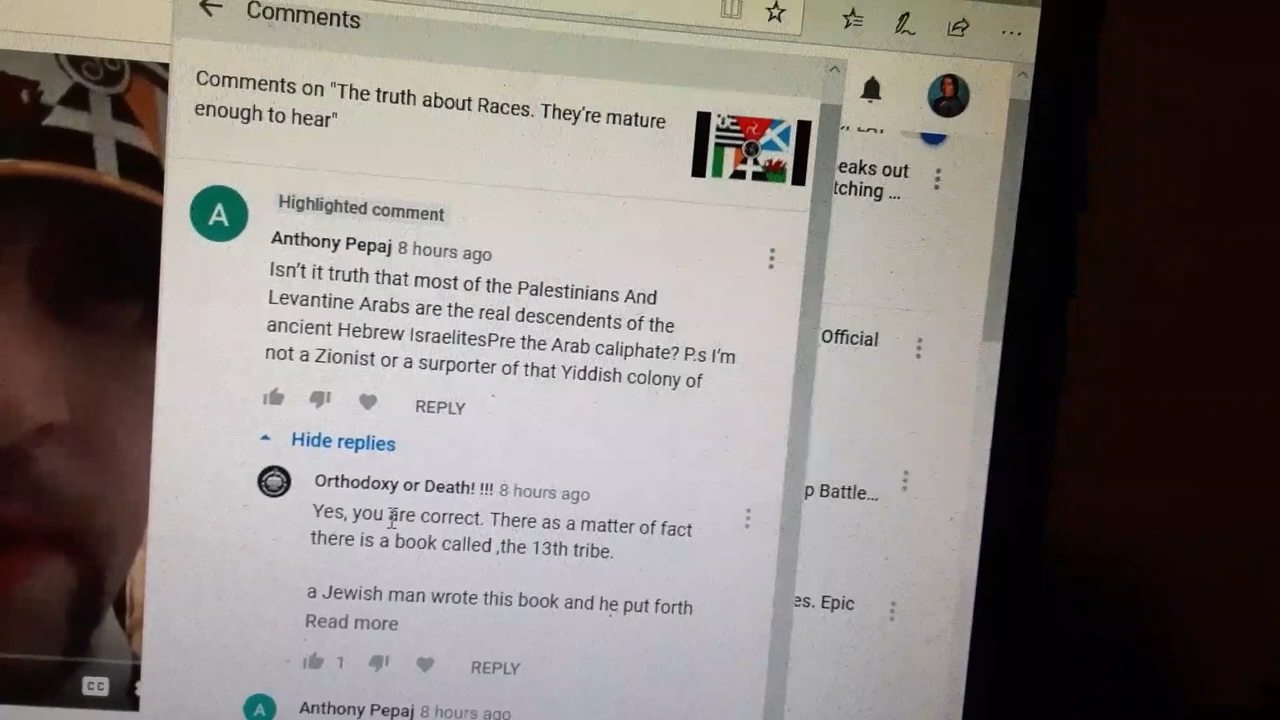 Comments
Comments on "The truth about Races. They're mature
enough to hear"
Highlighted comment
A
Anthony Pepaj 8 hours ago
Isn't it truth that most of the Palestinians And
Levantine Arabs are the real descendents of the
ancient Hebrew IsraelitesPre the Arab caliphate? P.s I'm
not a Zionist or a surporter of that Yiddish colony of
REPLY
Hide replies
Orthodoxy or Death! !!! 8 hours ago
Yes, you are correct. There as a matter of fact
there is a book called ,the 13th tribe.
a Jewish man wrote this book and he put forth
Read more
1 REPLY
A
Anthony Pepaj 8 hours ago
eaks out
tching ...
Official
p Battle...
es. Epic
CC